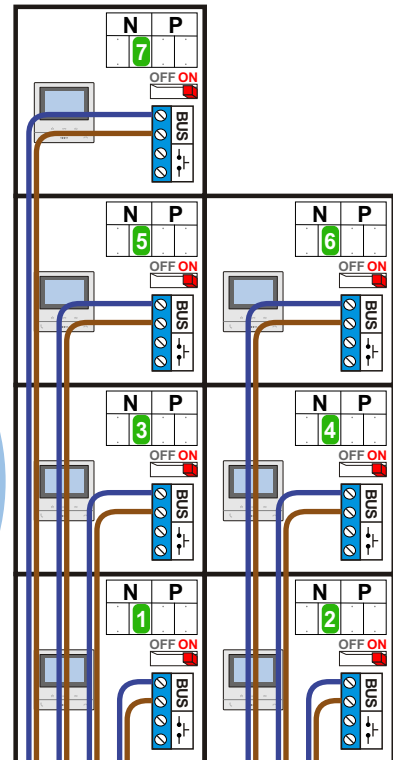 N P
7
OFF ON
BUS
N P
5
OFF ON
BUS
N P
6
OFF ON
BUS
N P
3
OFF ON
BUS
N P
4
OFF ON
BUS
N P
1
OFF ON
BUS
N P
2
OFF ON
BUS